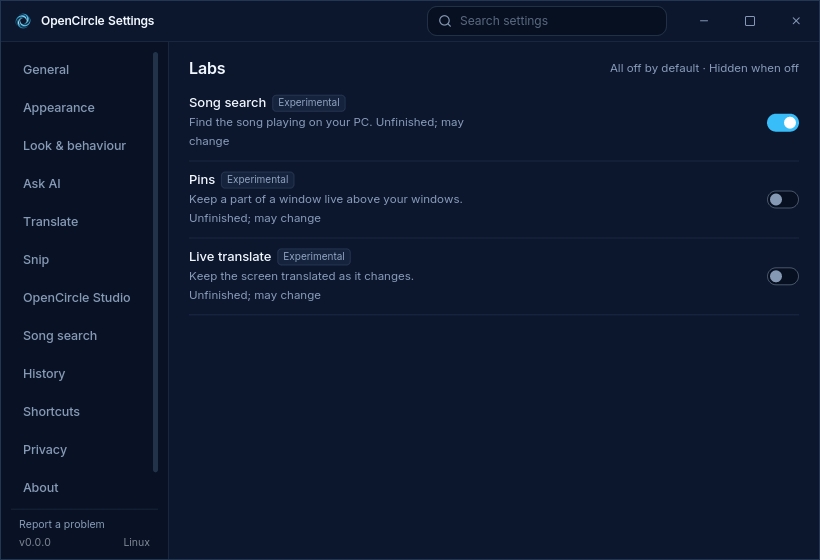 OpenCircle Settings
Search settings
General
Appearance
Look & behaviour
Ask AI
Translate
Snip
OpenCircle Studio
Song search
History
Shortcuts
Privacy
About
Report a problem
v0.0.0 Linux
Labs
All off by default · Hidden when off
Song search Experimental
Find the song playing on your PC. Unfinished; may
change
Pins Experimental
Keep a part of a window live above your windows.
Unfinished; may change
Live translate Experimental
Keep the screen translated as it changes.
Unfinished; may change